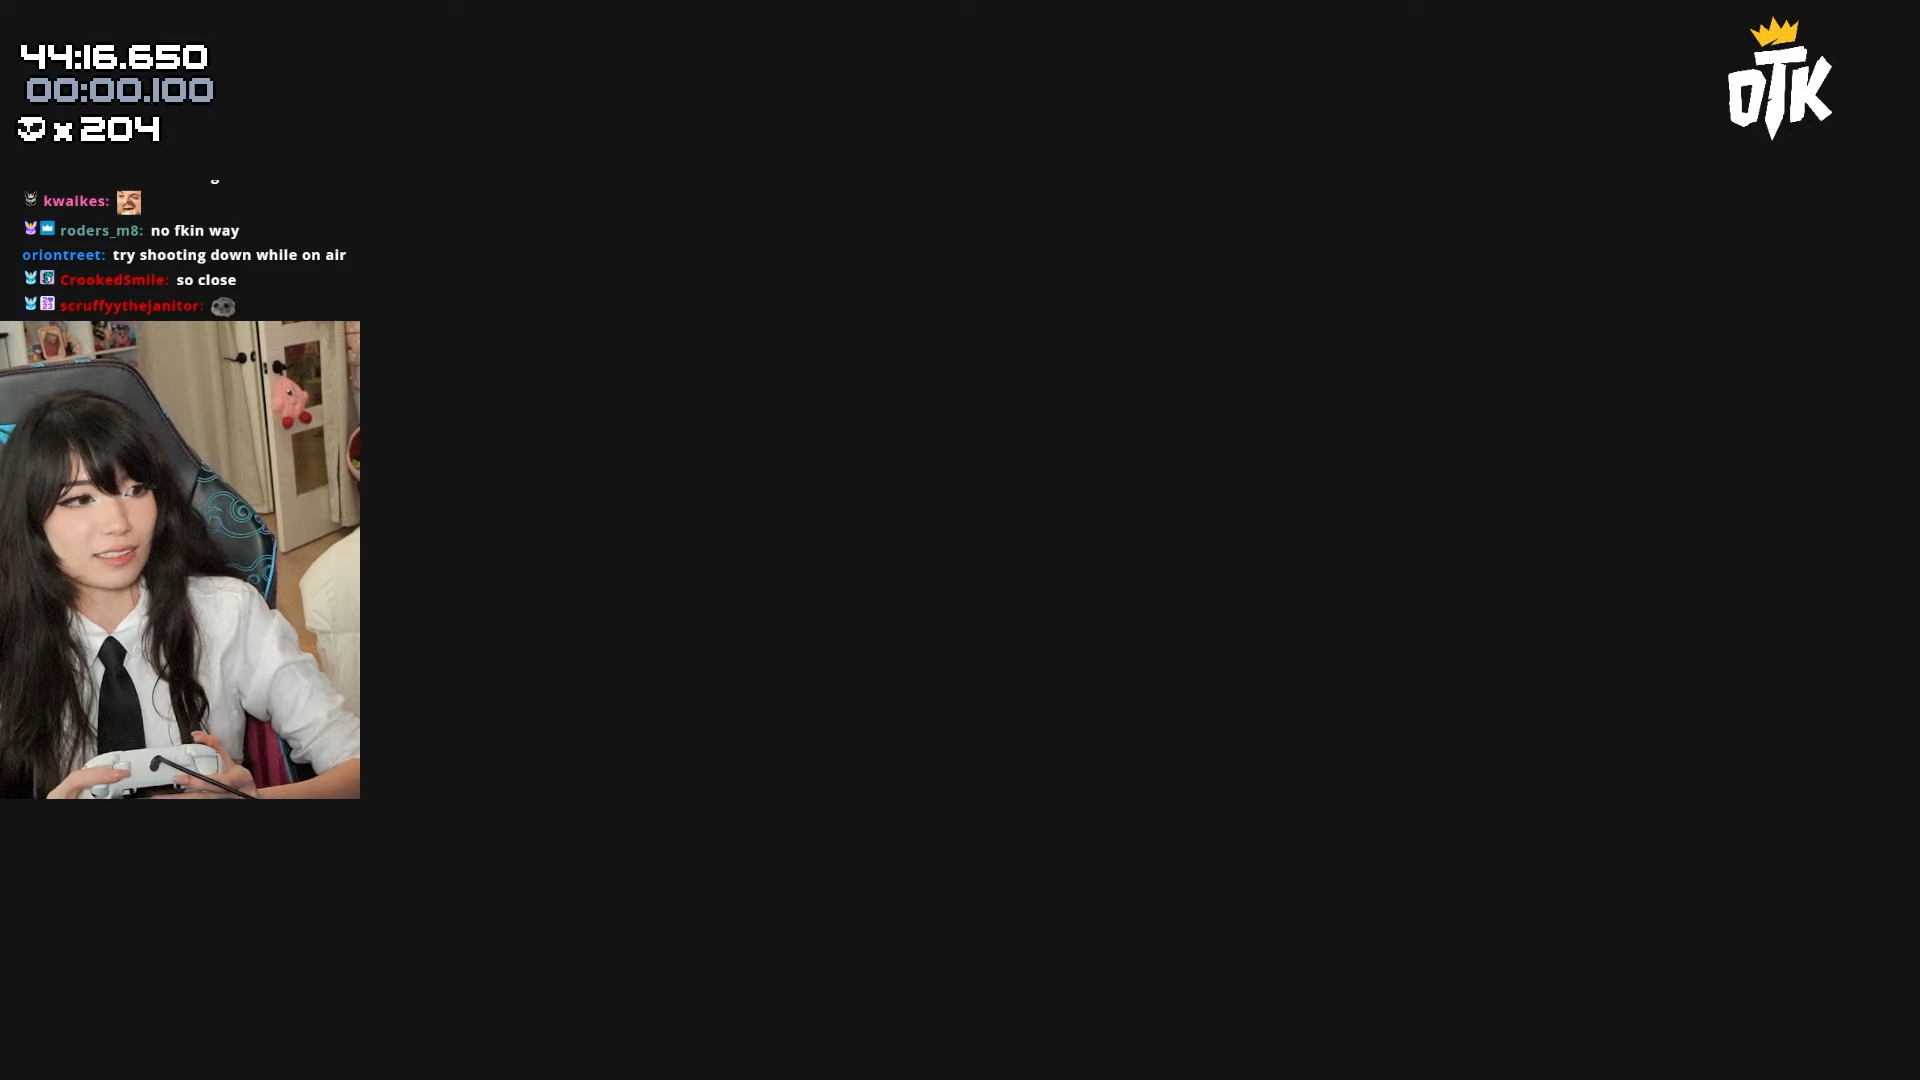 44:16.650
00:00.100
x 204
OTK
kwaikes:
roders_m8: no fkin way
oriontreet: try shooting down while on air
CrookedSmile: so close
scruffyythejanitor: